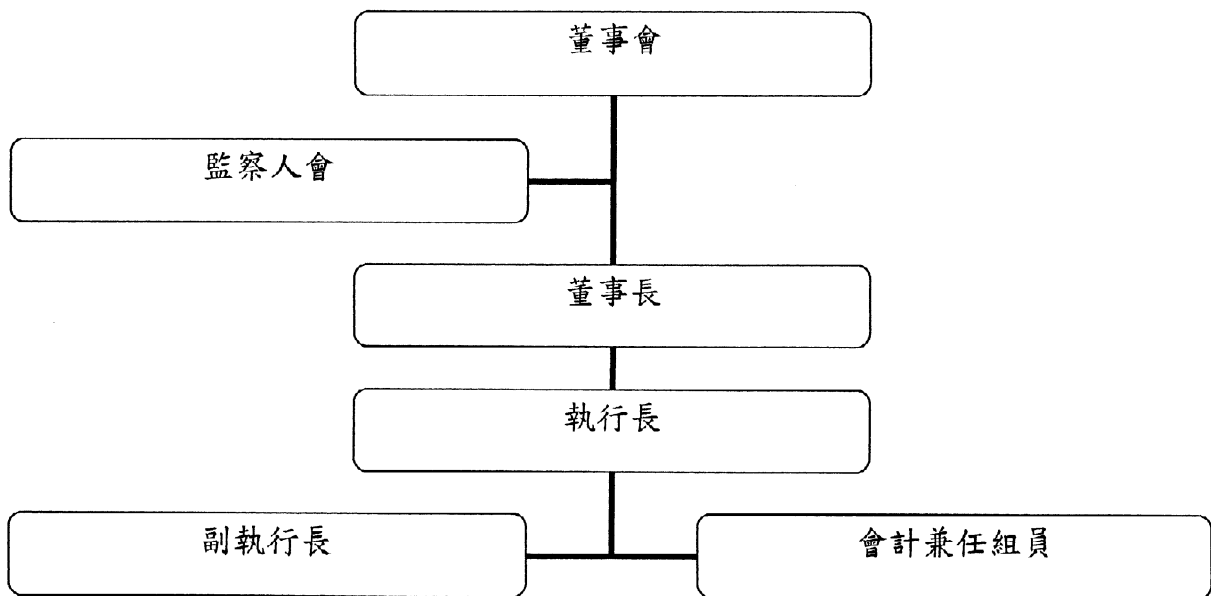 董事會
監察人會
董事長
執行長
副執行長
會計兼任組員